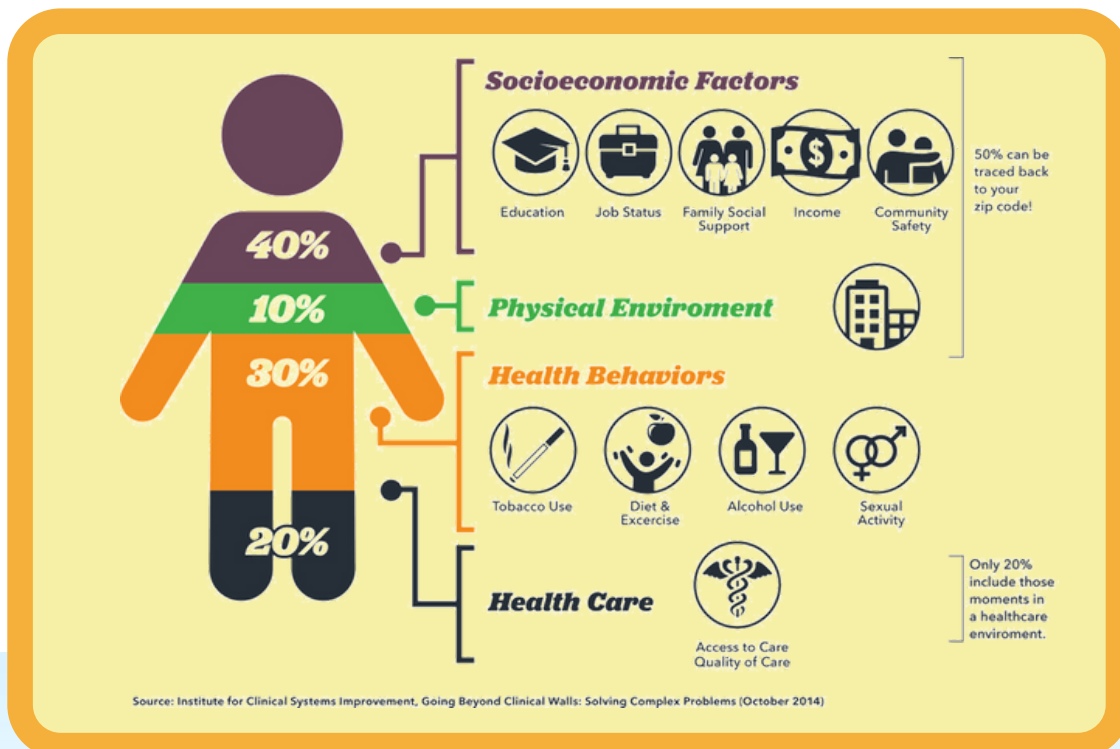 Socioeconomic Factors
Education
Job Status
Family Social
Support
Income
Community
Safety
50% can be
traced back
to your
zip code!
40%
10%
Physical Enviroment
30%
Health Behaviors
Tobacco Use
Diet &
Excercise
Alcohol Use
Sexual
Activity
20%
Health Care
Access to Care
Quality of Care
Only 20%
include those
moments in
a healthcare
enviroment.
Source: Institute for Clinical Systems Improvement, Going Beyond Clinical Walls: Solving Complex Problems (October 2014)